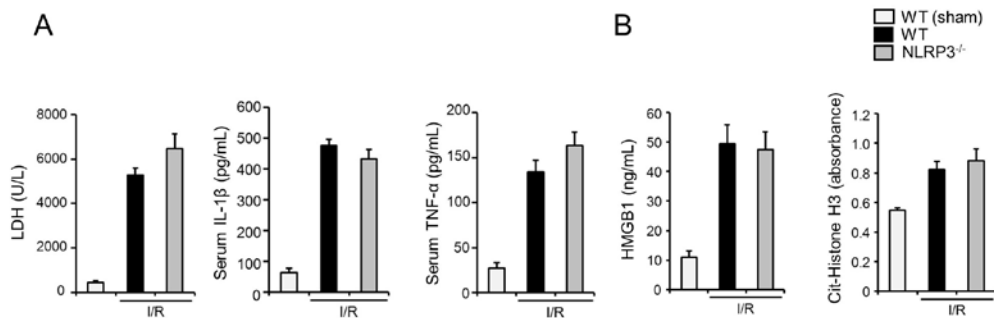 A
B
WT (sham)
WT
NLRP3-/-
LDH (U/L)
8000
6000
4000
2000
0
I/R
Serum IL-1β (pg/mL)
600
500
400
300
200
100
00
I/R
Serum TNF-α (pg/mL)
200
150
100
50
0
I/R
HMGB1 (ng/mL)
60
50
40
30
20
10
0
I/R
Cit-Histone H3 (absorbance)
1.2
1.0
0.8
0.6
0.4
0.2
0
I/R